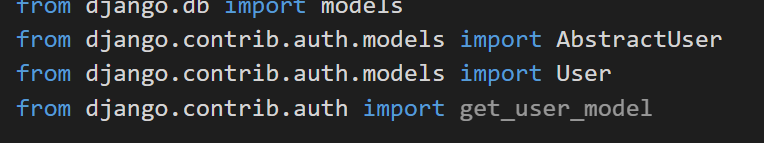 from django.db import models
from django.contrib.auth.models import AbstractUser
from django.contrib.auth.models import User
from django.contrib.auth import get_user_model